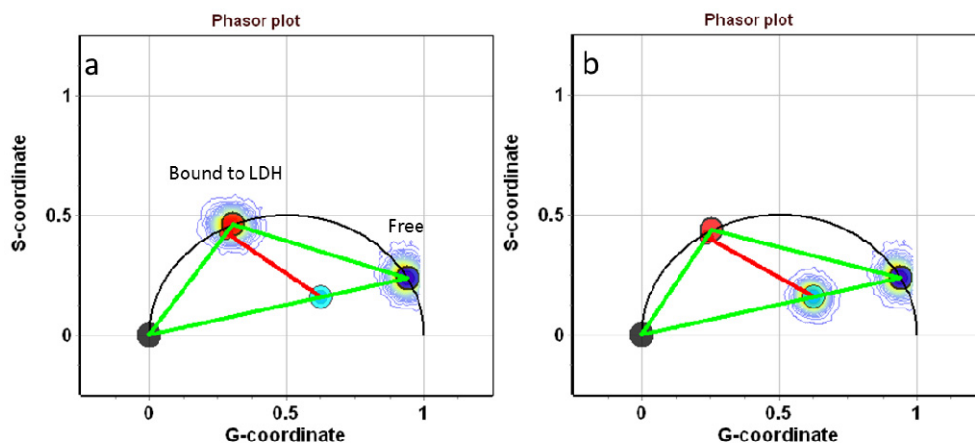 Phasor plot
a
1
Bound to LDH
Free
0.5
0
S-coordinate
0 0.5 1
G-coordinate
Phasor plot
b
1
0.5
0
S-coordinate
0 0.5 1
G-coordinate